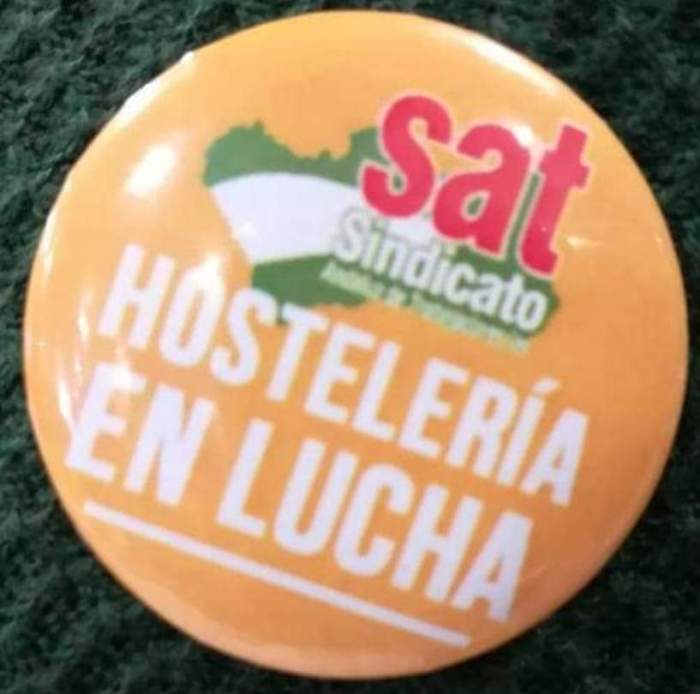 sat
Sindicato
HOSTELERÍA
EN LUCHA